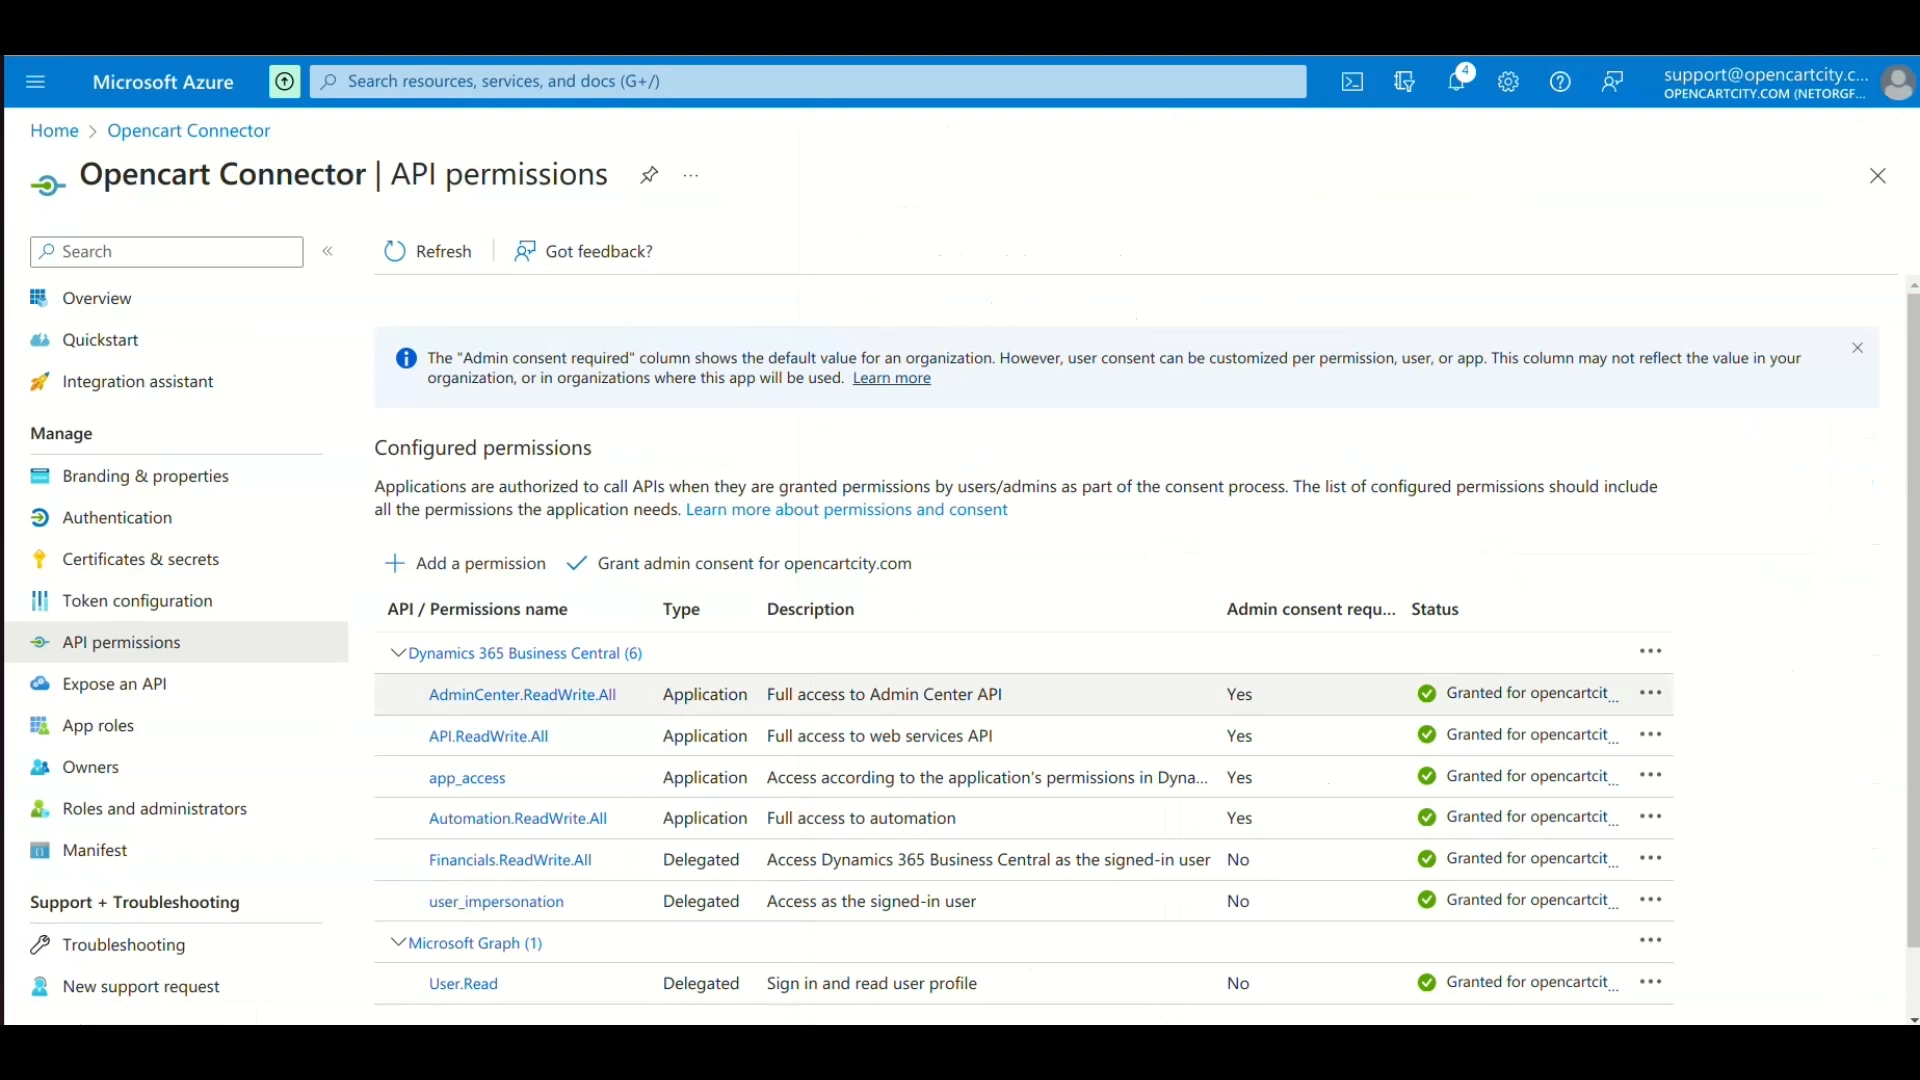 Microsoft Azure
Search resources, services, and docs (G+/)
4
support@opencartcity.c...
OPENCARTCITY.COM (NETORGF...
Home > Opencart Connector
Opencart Connector | API permissions
...
Search
«
Refresh
Got feedback?
Overview
Quickstart
Integration assistant
Manage
Branding & properties
Authentication
Certificates & secrets
Token configuration
API permissions
Expose an API
App roles
Owners
Roles and administrators
Manifest
Support + Troubleshooting
Troubleshooting
New support request
The "Admin consent required" column shows the default value for an organization. However, user consent can be customized per permission, user, or app. This column may not reflect the value in your
organization, or in organizations where this app will be used. Learn more
Configured permissions
Applications are authorized to call APIs when they are granted permissions by users/admins as part of the consent process. The list of configured permissions should include
all the permissions the application needs. Learn more about permissions and consent
Add a permission
Grant admin consent for opencartcity.com
API / Permissions name Type Description Admin consent requ... Status
Dynamics 365 Business Central (6)
AdminCenter.ReadWrite.All Application Full access to Admin Center API Yes Granted for opencartcit...
API.ReadWrite.All Application Full access to web services API Yes Granted for opencartcit...
app_access Application Access according to the application's permissions in Dyna... Yes Granted for opencartcit...
Automation.ReadWrite.All Application Full access to automation Yes Granted for opencartcit...
Financials.ReadWrite.All Delegated Access Dynamics 365 Business Central as the signed-in user No Granted for opencartcit...
user_impersonation Delegated Access as the signed-in user No Granted for opencartcit...
Microsoft Graph (1)
User.Read Delegated Sign in and read user profile No Granted for opencartcit...